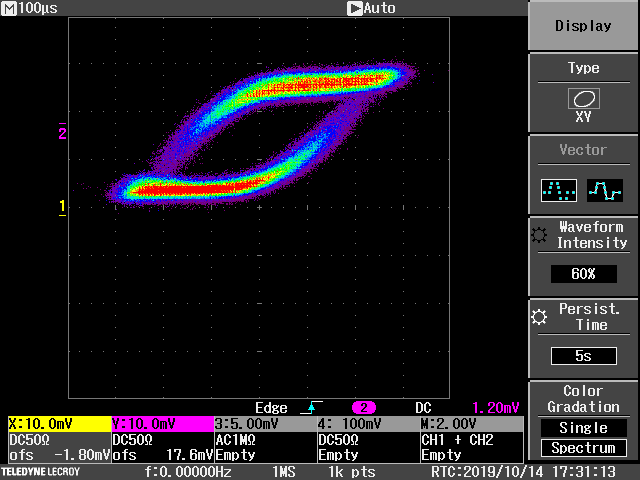 M 100µs Auto
Display
Type
XY
Vector
Waveform
Intensity
60%
Persist.
Time
5s
Color
Gradation
Single
Spectrum
2
1
Edge 2 DC 1.20mV
X:10.0mV Y:10.0mV 3:5.00mV 4: 100mV M:2.00V
DC50Ω DC50Ω AC1MΩ DC50Ω CH1 + CH2
ofs -1.80mV ofs 17.6mV Empty Empty Empty
TELEDYNE LECROY f:0.00000Hz 1MS 1k pts RTC:2019/10/14 17:31:13